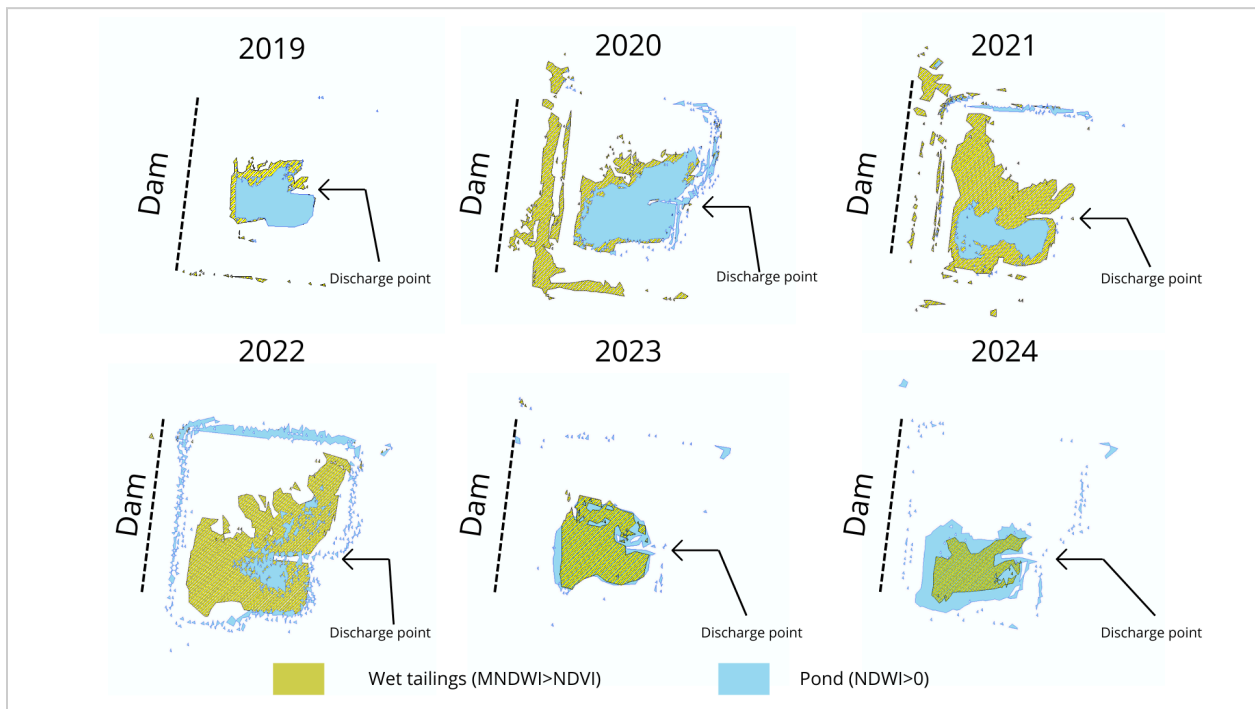 2019
2020
2021
Dam
Dam
Dam
Discharge point
Discharge point
Discharge point
2022
2023
2024
Dam
Dam
Dam
Discharge point
Discharge point
Discharge point
Wet tailings (MNDWI>NDVI)
Pond (NDWI>0)